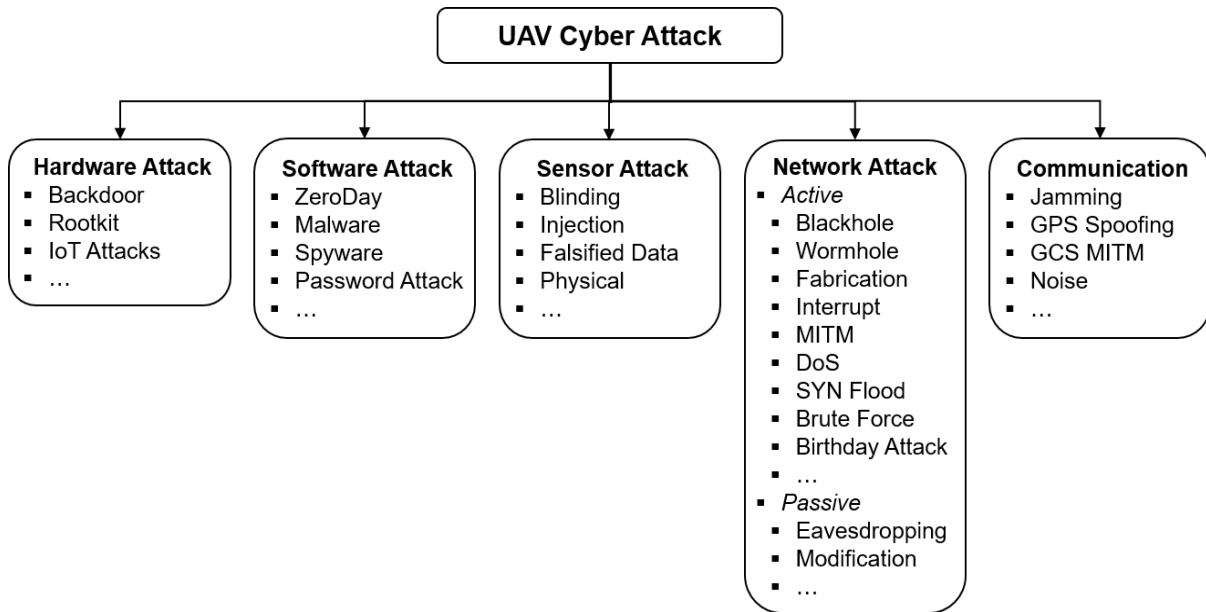 UAV Cyber Attack
Hardware Attack
▪ Backdoor
▪ Rootkit
▪ IoT Attacks
▪ …
Software Attack
▪ ZeroDay
▪ Malware
▪ Spyware
▪ Password Attack
▪ …
Sensor Attack
▪ Blinding
▪ Injection
▪ Falsified Data
▪ Physical
▪ …
Network Attack
▪ Active
▪ Blackhole
▪ Wormhole
▪ Fabrication
▪ Interrupt
▪ MITM
▪ DoS
▪ SYN Flood
▪ Brute Force
▪ Birthday Attack
▪ …
▪ Passive
▪ Eavesdropping
▪ Modification
▪ …
Communication
▪ Jamming
▪ GPS Spoofing
▪ GCS MITM
▪ Noise
▪ …